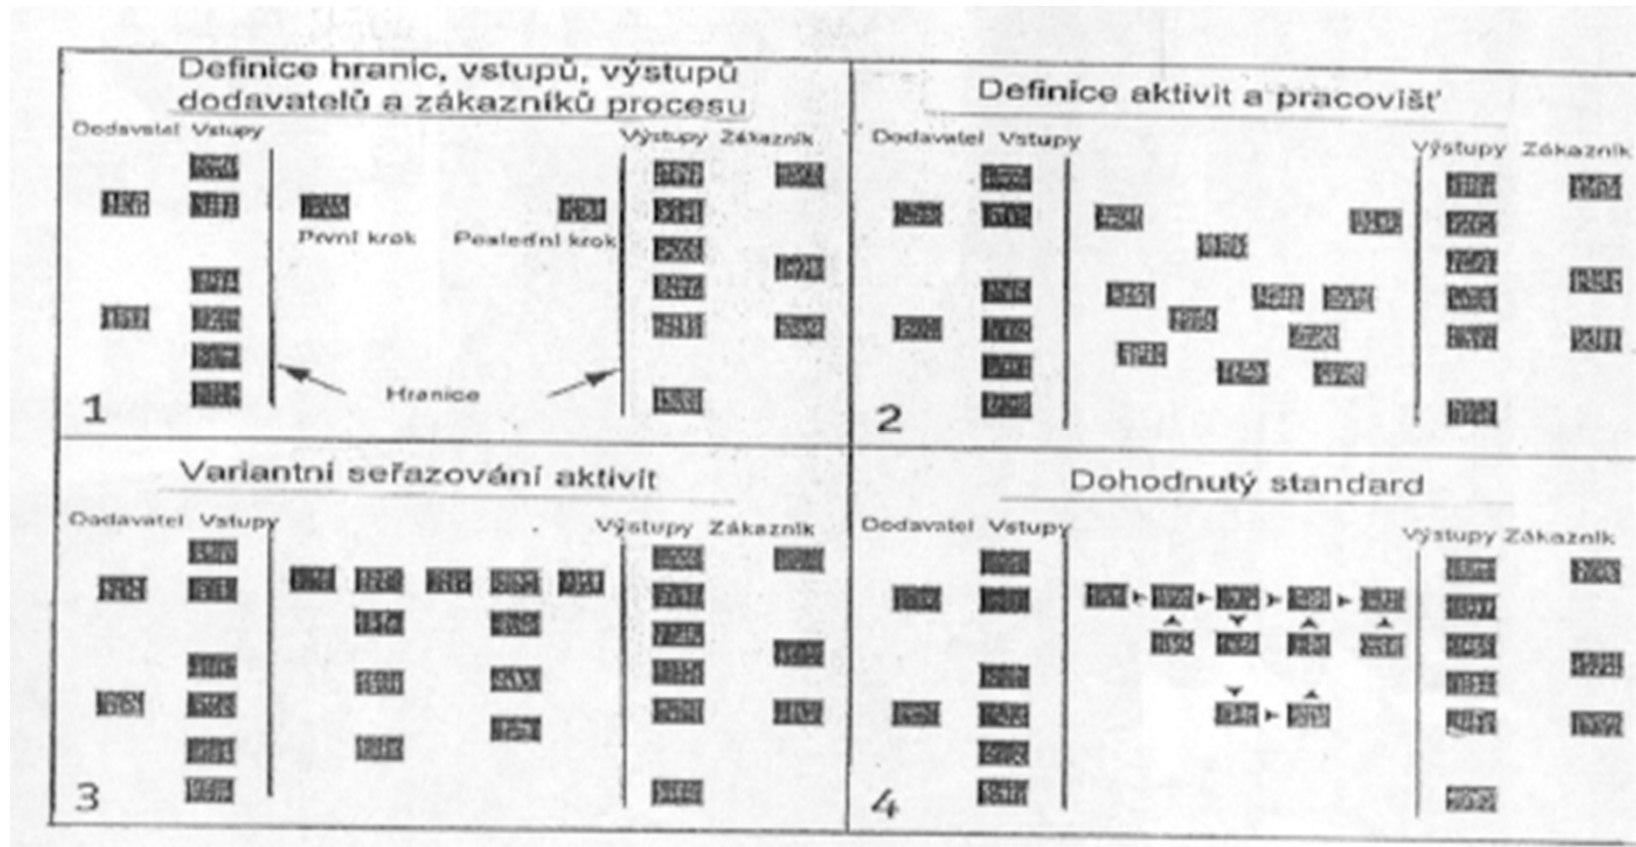 Definice hranic, vstupů, výstupů
dodavatelů a zákazníků procesu
Dodavatel Vstupy
Výstupy Zákazník
První krok
Poslední krok
Hranice
1
Definice aktivit a pracovišť
Dodavatel Vstupy
Výstupy Zákazník
2
Variantní seřazování aktivit
Dodavatel Vstupy
Výstupy Zákazník
3
Dohodnutý standard
Dodavatel Vstupy
Výstupy Zákazník
4